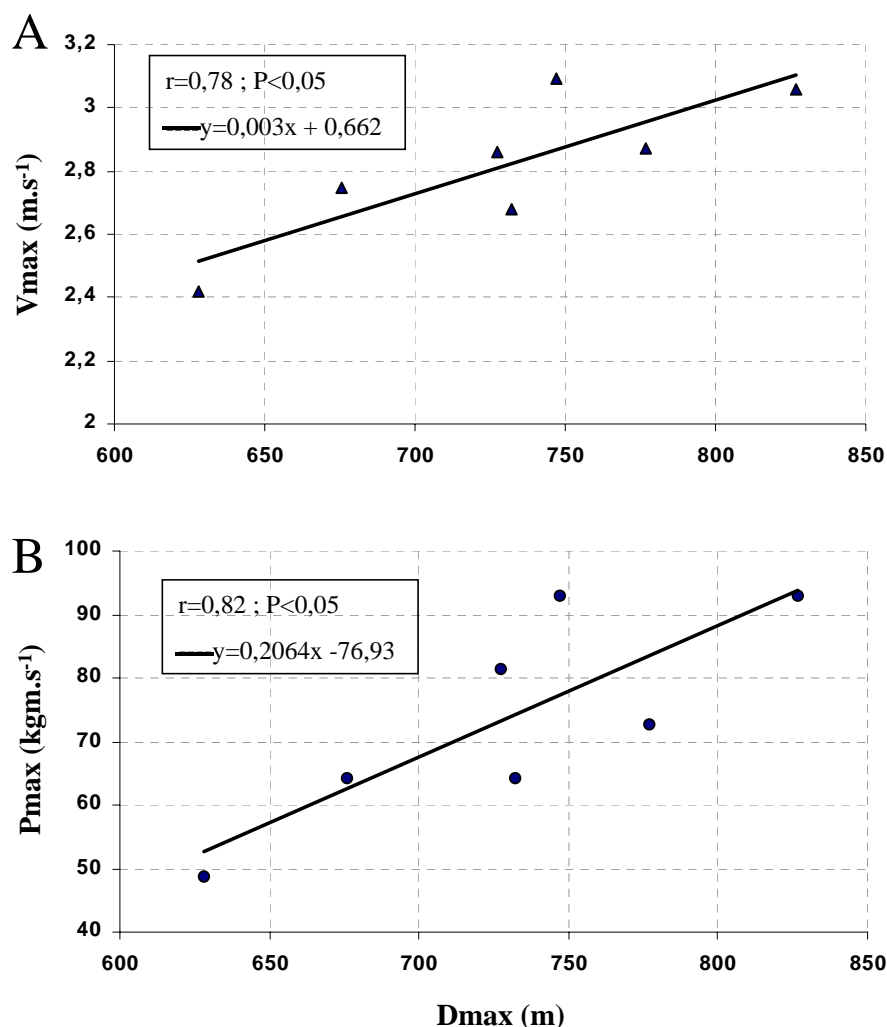 A
3,2
3
2,8
2,6
2,4
2,2
2
Vmax (m.s-1)
r=0,78 ; P<0,05
y=0,003x + 0,662
600 650 700 750 800 850
B
100
90
80
70
60
50
40
Pmax (kgm.s-1)
r=0,82 ; P<0,05
y=0,2064x -76,93
600 650 700 750 800 850
Dmax (m)